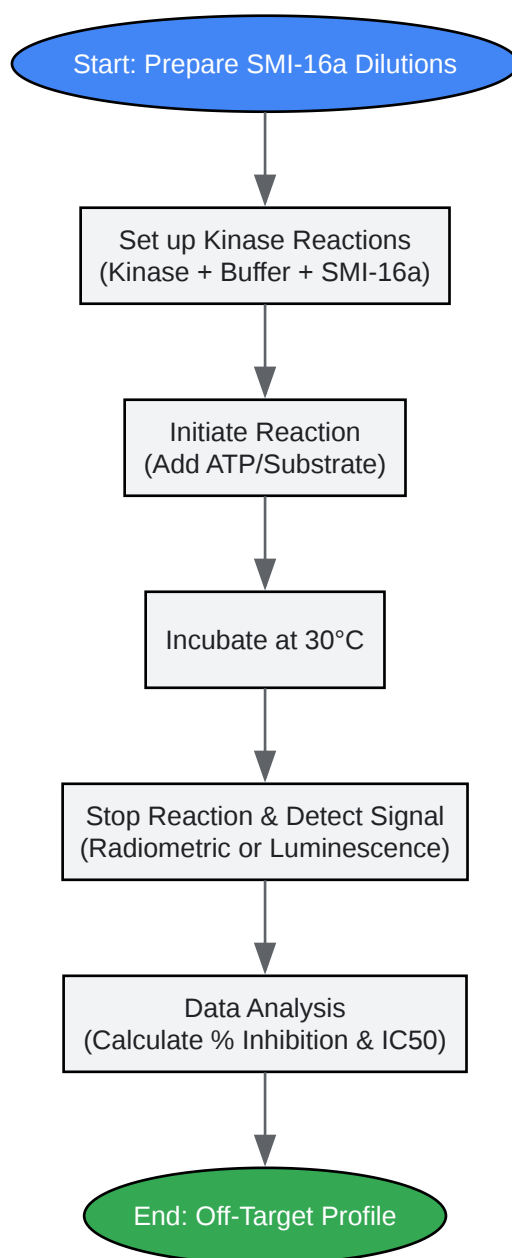 Start: Prepare SMI-16a Dilutions
Set up Kinase Reactions
(Kinase + Buffer + SMI-16a)
Initiate Reaction
(Add ATP/Substrate)
Incubate at 30°C
Stop Reaction & Detect Signal
(Radiometric or Luminescence)
Data Analysis
(Calculate % Inhibition & IC50)
End: Off-Target Profile